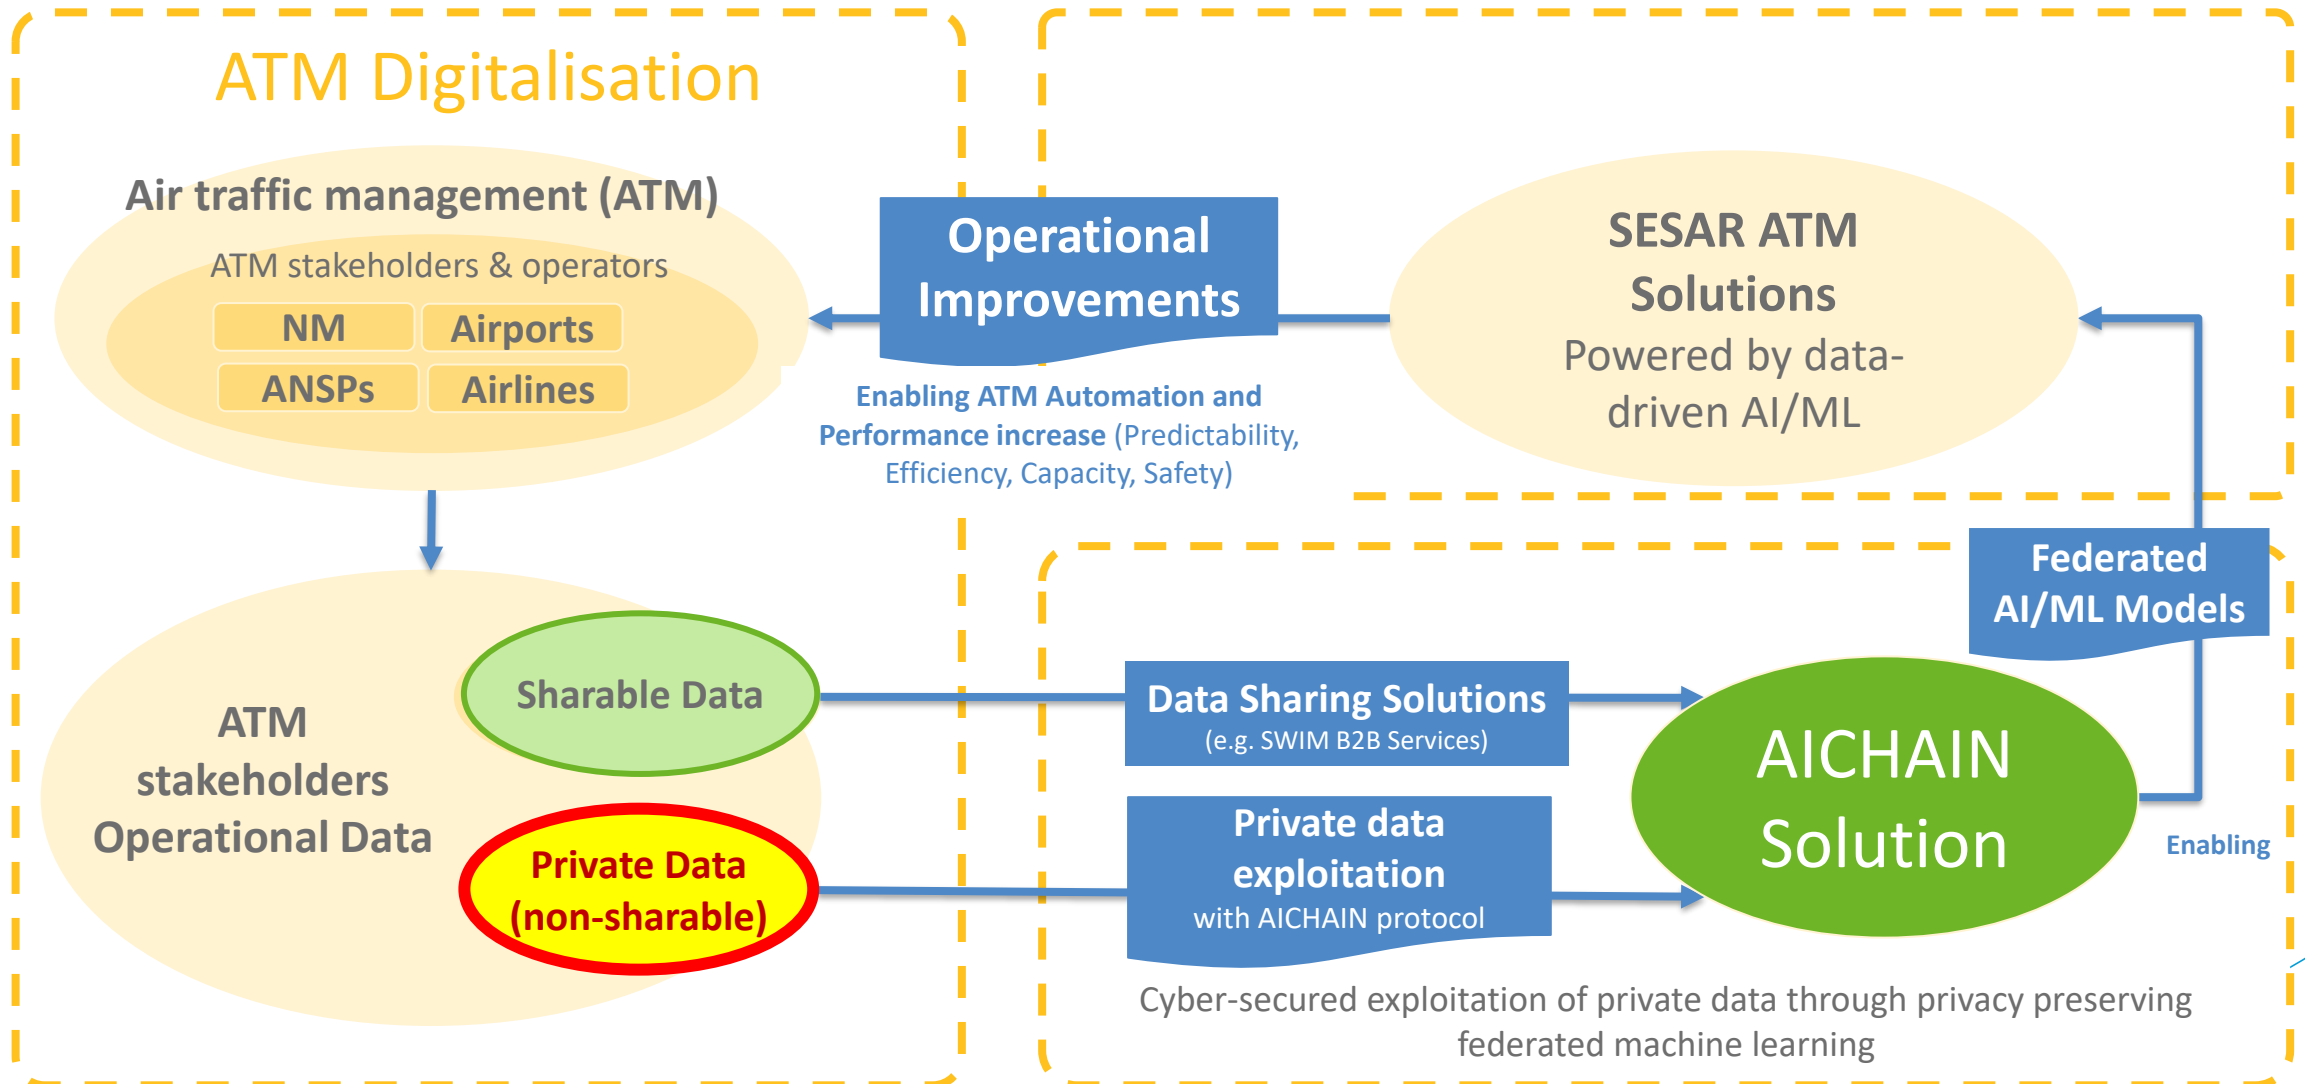 ATM Digitalisation
Air traffic management (ATM)
ATM stakeholders & operators
NM
Airports
ANSPs
Airlines
Operational
Improvements
Enabling ATM Automation and
Performance increase (Predictability,
Efficiency, Capacity, Safety)
SESAR ATM
Solutions
Powered by data-
driven AI/ML
Federated
AI/ML Models
ATM
stakeholders
Operational Data
Sharable Data
Private Data
(non-sharable)
Data Sharing Solutions
(e.g. SWIM B2B Services)
Private data
exploitation
with AICHAIN protocol
AICHAIN
Solution
Enabling
Cyber-secured exploitation of private data through privacy preserving
federated machine learning